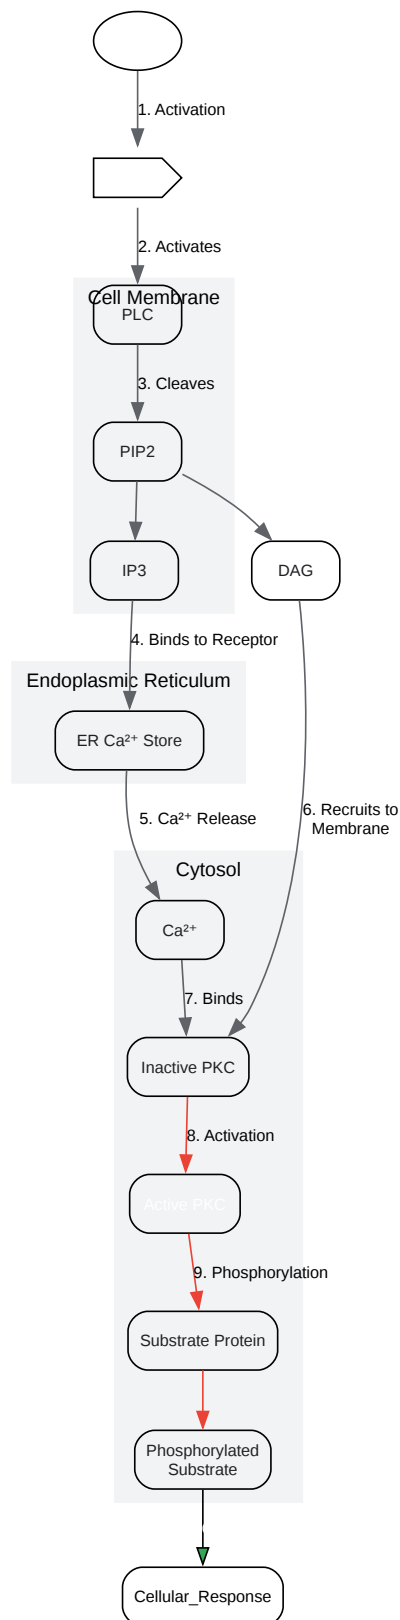 1. Activation
2. Activates
Cell Membrane
PLC
3. Cleaves
PIP2
IP3
DAG
4. Binds to Receptor
Endoplasmic Reticulum
ER Ca²⁺ Store
5. Ca²⁺ Release
6. Recruits to
Membrane
Cytosol
Ca²⁺
7. Binds
Inactive PKC
8. Activation
Active PKC
9. Phosphorylation
Substrate Protein
Phosphorylated
Substrate
Cellular_Response